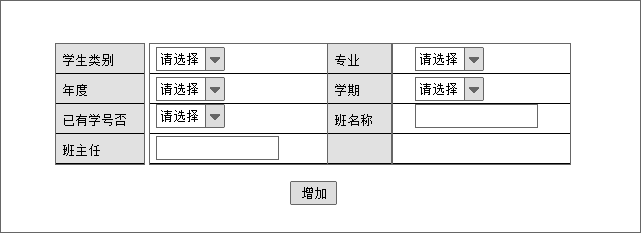 学生类别 请选择 专业 请选择
年度 请选择 学期 请选择
已有学号否 请选择 班名称
班主任
增加